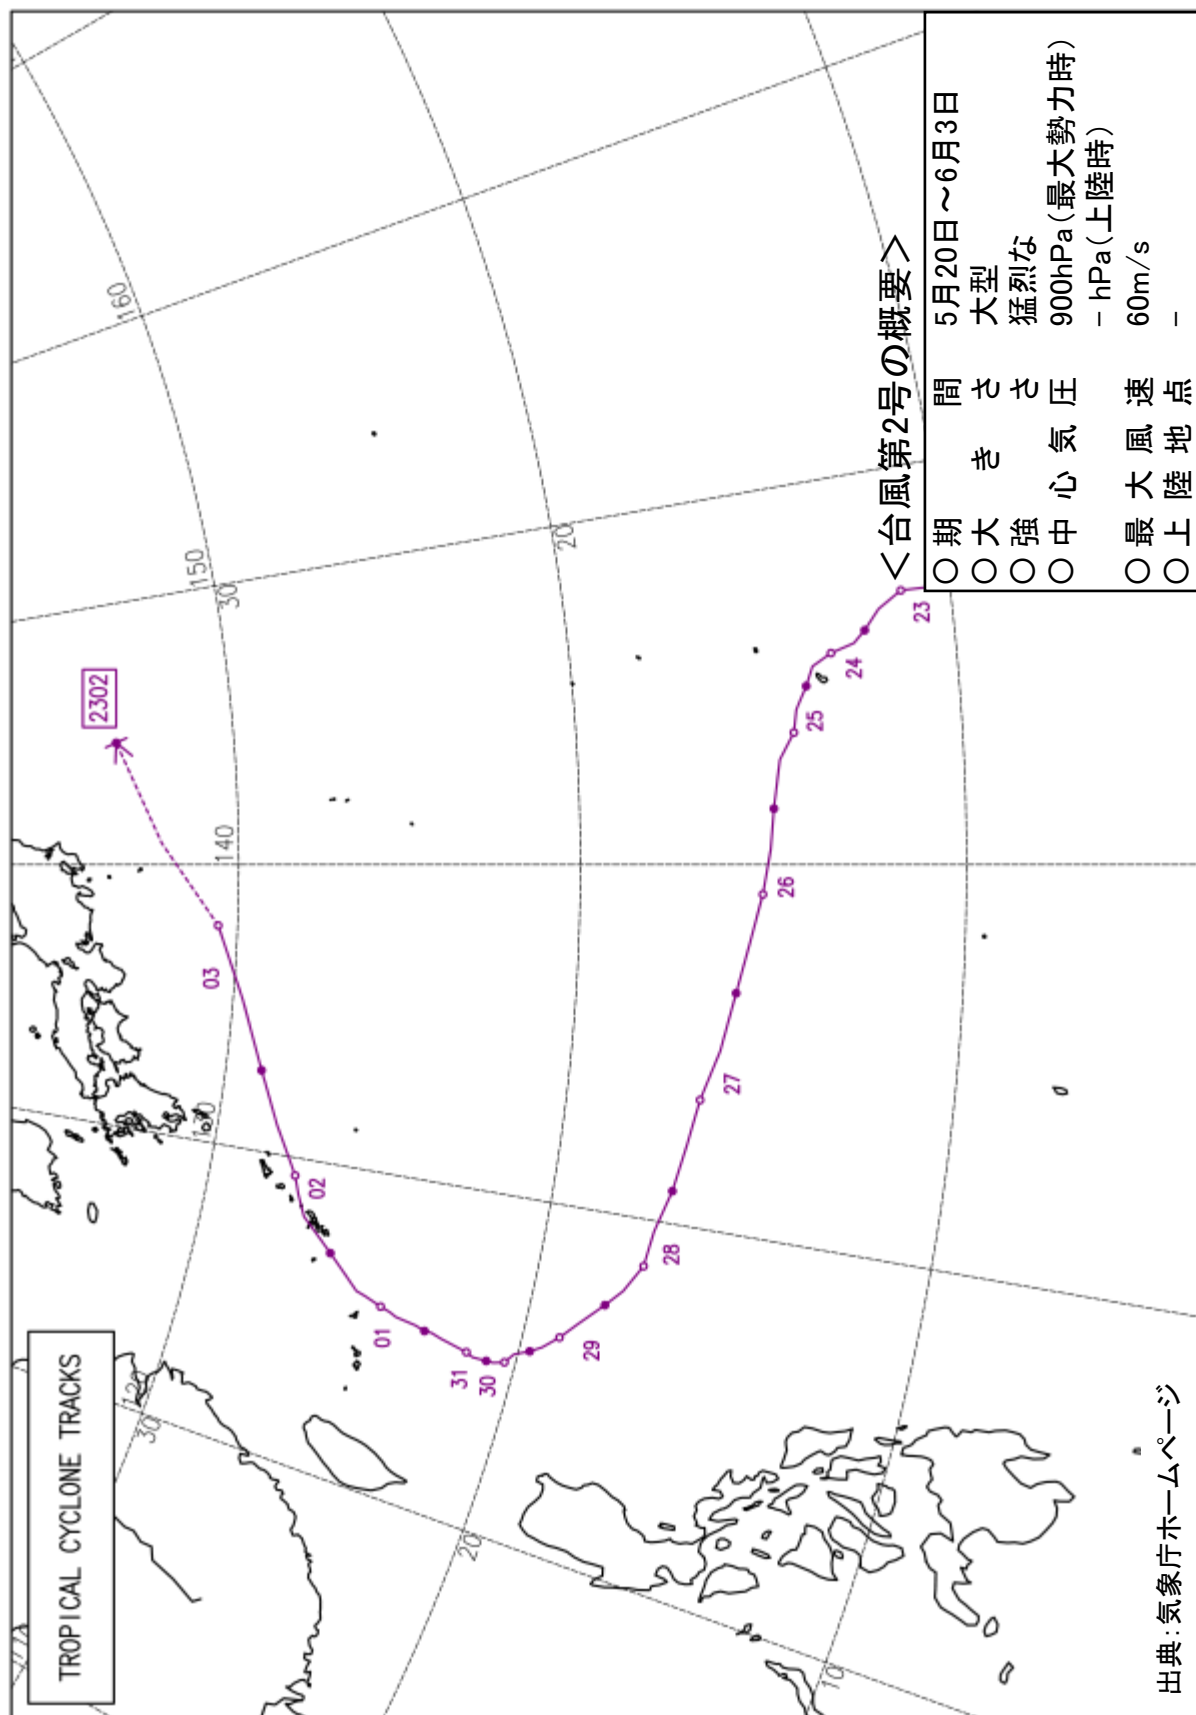 TROPICAL CYCLONE TRACKS
2302
160
150
140
130
120
30
30
20
20
10
23
24
25
26
27
28
29
30
31
01
02
03
＜台風第2号の概要＞
○期間 5月20日～6月3日
○大きさ 大型
○強さ 猛烈な
○中心気圧 900hPa(最大勢力時)
- hPa(上陸時)
○最大風速 60m/s
○上陸地点 -
出典:気象庁ホームページ